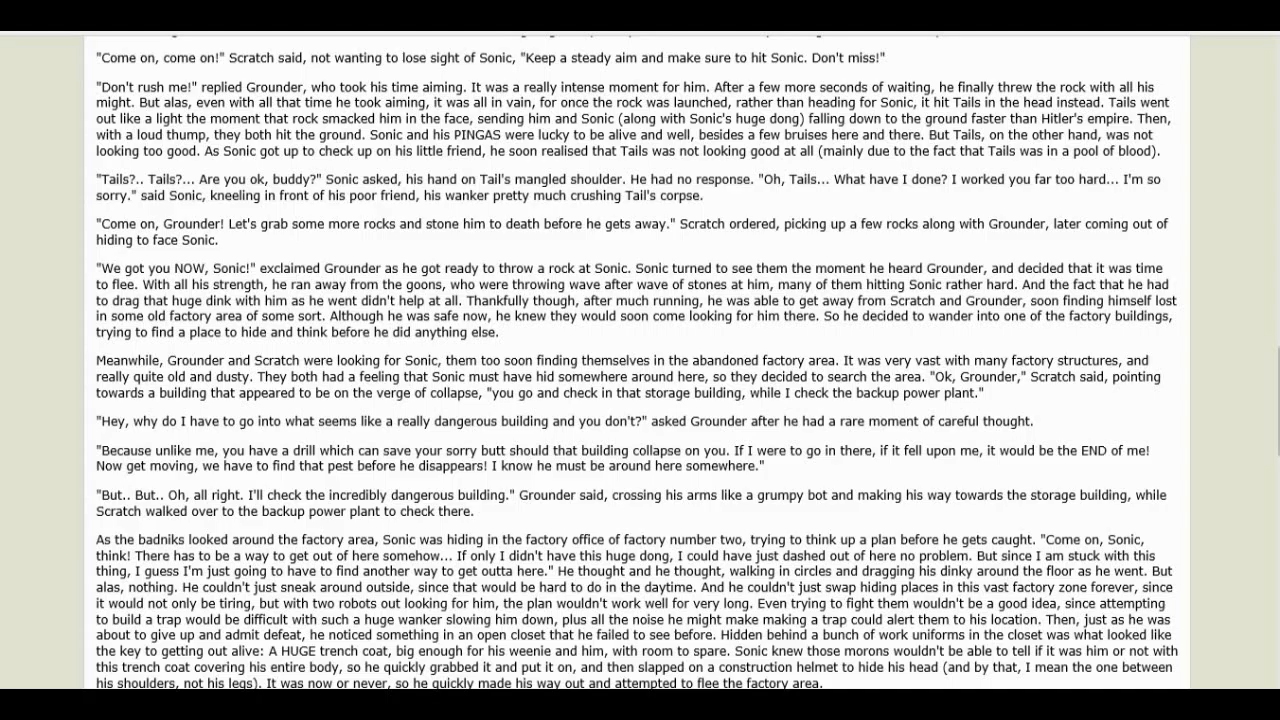 "Come on, come on!" Scratch said, not wanting to lose sight of Sonic, "Keep a steady aim and make sure to hit Sonic. Don't miss!"
"Don't rush me!" replied Grounder, who took his time aiming. It was a really intense moment for him. After a few more seconds of waiting, he finally threw the rock with all his
might. But alas, even with all that time he took aiming, it was all in vain, for once the rock was launched, rather than heading for Sonic, it hit Tails in the head instead. Tails went
out like a light the moment that rock smacked him in the face, sending him and Sonic (along with Sonic's huge dong) falling down to the ground faster than Hitler's empire. Then,
with a loud thump, they both hit the ground. Sonic and his PINGAS were lucky to be alive and well, besides a few bruises here and there. But Tails, on the other hand, was not
looking too good. As Sonic got up to check up on his little friend, he soon realised that Tails was not looking good at all (mainly due to the fact that Tails was in a pool of blood).
"Tails?.. Tails?... Are you ok, buddy?" Sonic asked, his hand on Tail's mangled shoulder. He had no response. "Oh, Tails... What have I done? I worked you far too hard... I'm so
sorry." said Sonic, kneeling in front of his poor friend, his wanker pretty much crushing Tail's corpse.
"Come on, Grounder! Let's grab some more rocks and stone him to death before he gets away." Scratch ordered, picking up a few rocks along with Grounder, later coming out of
hiding to face Sonic.
"We got you NOW, Sonic!" exclaimed Grounder as he got ready to throw a rock at Sonic. Sonic turned to see them the moment he heard Grounder, and decided that it was time
to flee. With all his strength, he ran away from the goons, who were throwing wave after wave of stones at him, many of them hitting Sonic rather hard. And the fact that he had
to drag that huge dink with him as he went didn't help at all. Thankfully though, after much running, he was able to get away from Scratch and Grounder, soon finding himself lost
in some old factory area of some sort. Although he was safe now, he knew they would soon come looking for him there. So he decided to wander into one of the factory buildings,
trying to find a place to hide and think before he did anything else.
Meanwhile, Grounder and Scratch were looking for Sonic, them too soon finding themselves in the abandoned factory area. It was very vast with many factory structures, and
really quite old and dusty. They both had a feeling that Sonic must have hid somewhere around here, so they decided to search the area. "Ok, Grounder," Scratch said, pointing
towards a building that appeared to be on the verge of collapse, "you go and check in that storage building, while I check the backup power plant."
"Hey, why do I have to go into what seems like a really dangerous building and you don't?" asked Grounder after he had a rare moment of careful thought.
"Because unlike me, you have a drill which can save your sorry butt should that building collapse on you. If I were to go in there, if it fell upon me, it would be the END of me!
Now get moving, we have to find that pest before he disappears! I know he must be around here somewhere."
"But.. But.. Oh, all right. I'll check the incredibly dangerous building." Grounder said, crossing his arms like a grumpy bot and making his way towards the storage building, while
Scratch walked over to the backup power plant to check there.
As the badniks looked around the factory area, Sonic was hiding in the factory office of factory number two, trying to think up a plan before he gets caught. "Come on, Sonic,
think! There has to be a way to get out of here somehow... If only I didn't have this huge dong, I could have just dashed out of here no problem. But since I am stuck with this
thing, I guess I'm just going to have to find another way to get outta here." He thought and he thought, walking in circles and dragging his dinky around the floor as he went. But
alas, nothing. He couldn't just sneak around outside, since that would be hard to do in the daytime. And he couldn't just swap hiding places in this vast factory zone forever, since
it would not only be tiring, but with two robots out looking for him, the plan wouldn't work well for very long. Even trying to fight them wouldn't be a good idea, since attempting
to build a trap would be difficult with such a huge wanker slowing him down, plus all the noise he might make making a trap could alert them to his location. Then, just as he was
about to give up and admit defeat, he noticed something in an open closet that he failed to see before. Hidden behind a bunch of work uniforms in the closet was what looked like
the key to getting out alive: A HUGE trench coat, big enough for his weenie and him, with room to spare. Sonic knew those morons wouldn't be able to tell if it was him or not with
this trench coat covering his entire body, so he quickly grabbed it and put it on, and then slapped on a construction helmet to hide his head (and by that, I mean the one between
his shoulders, not his legs). It was now or never, so he quickly made his way out and attempted to flee the factory area.